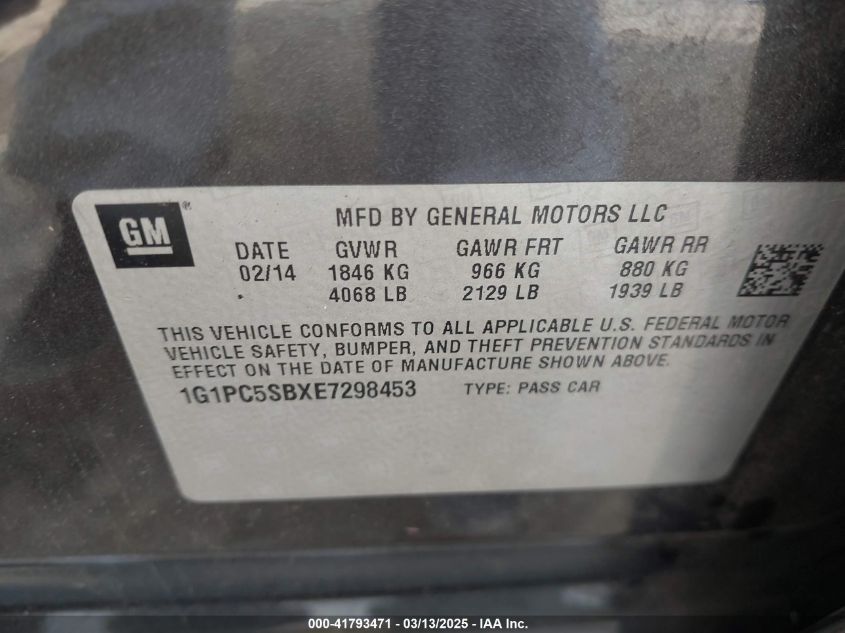 GM®
MFD BY GENERAL MOTORS LLC
DATE GVWR GAWR FRT GAWR RR
02/14 1846 KG 966 KG 880 KG
4068 LB 2129 LB 1939 LB
THIS VEHICLE CONFORMS TO ALL APPLICABLE U.S. FEDERAL MOTOR
VEHICLE SAFETY, BUMPER, AND THEFT PREVENTION STANDARDS IN
EFFECT ON THE DATE OF MANUFACTURE SHOWN ABOVE.
1G1PC5SBXE7298453 TYPE: PASS CAR
000-41793471 — 03/13/2025 - IAA Inc.